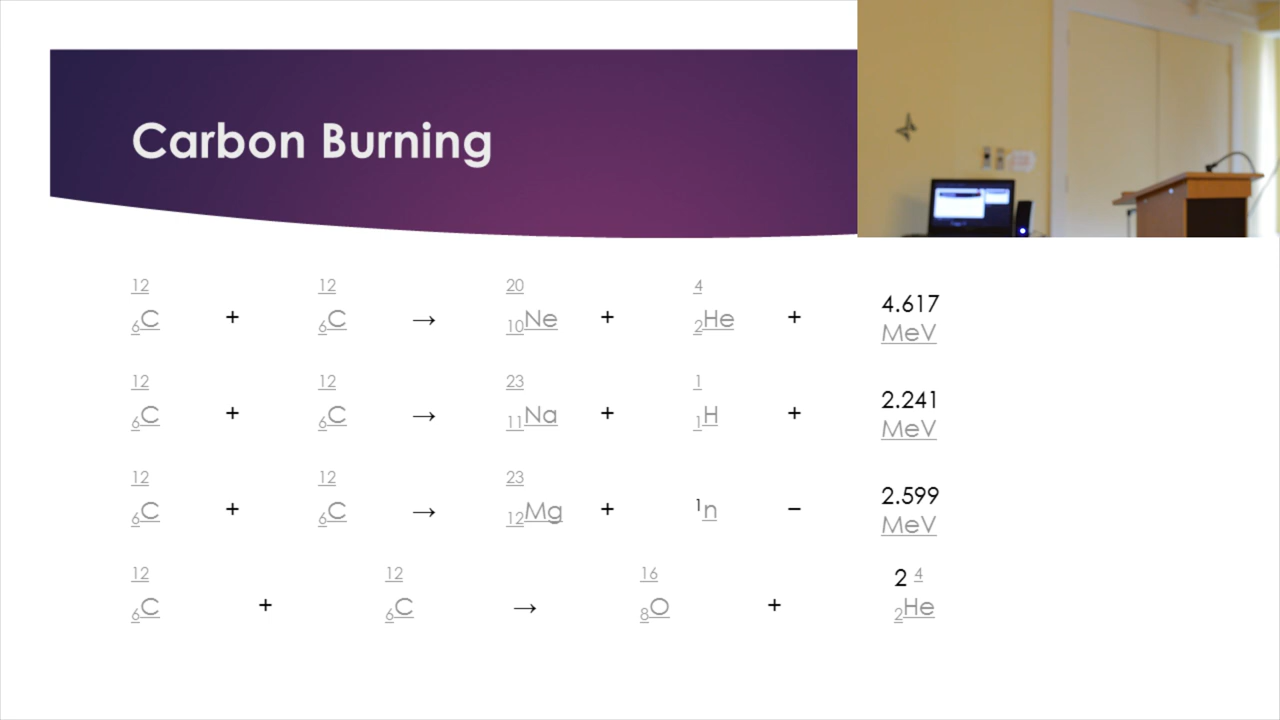 Carbon Burning
12 12 20 4
6C + 6C → 10Ne + 2He + 4.617 MeV
12 12 23 1
6C + 6C → 11Na + 1H + 2.241 MeV
12 12 23
6C + 6C → 12Mg + 1n − 2.599 MeV
12 12 16 2 4
6C + 6C → 8O + 2He